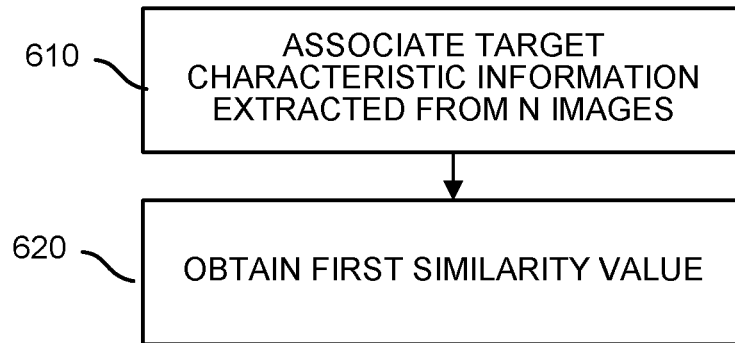 610
ASSOCIATE TARGET
CHARACTERISTIC INFORMATION
EXTRACTED FROM N IMAGES
620
OBTAIN FIRST SIMILARITY VALUE